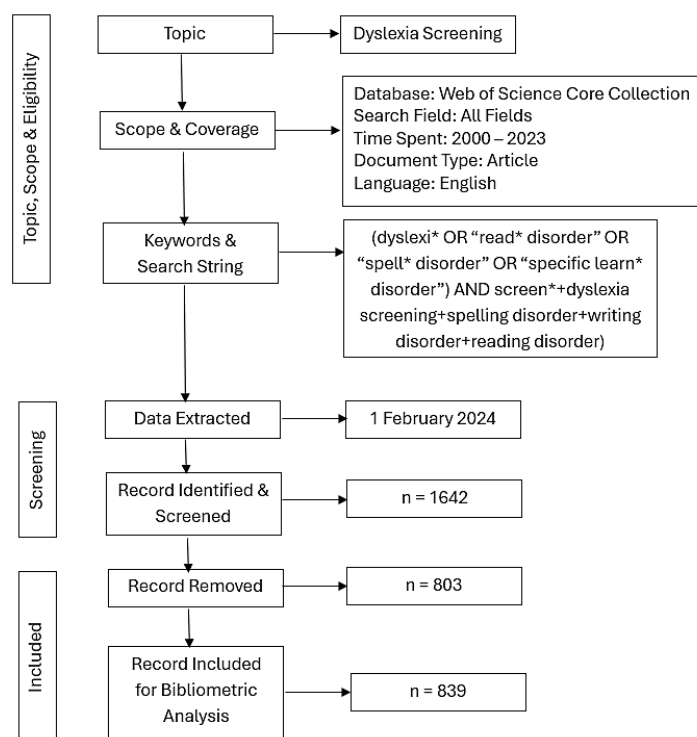 Topic, Scope & Eligibility
Topic
Dyslexia Screening
Scope & Coverage
Database: Web of Science Core Collection
Search Field: All Fields
Time Spent: 2000 – 2023
Document Type: Article
Language: English
Keywords &
Search String
(dyslexi* OR “read* disorder” OR
“spell* disorder” OR “specific learn*
disorder”) AND screen*+dyslexia
screening+spelling disorder+writing
disorder+reading disorder)
Screening
Data Extracted
1 February 2024
Record Identified &
Screened
n = 1642
Included
Record Removed
n = 803
Record Included
for Bibliometric
Analysis
n = 839